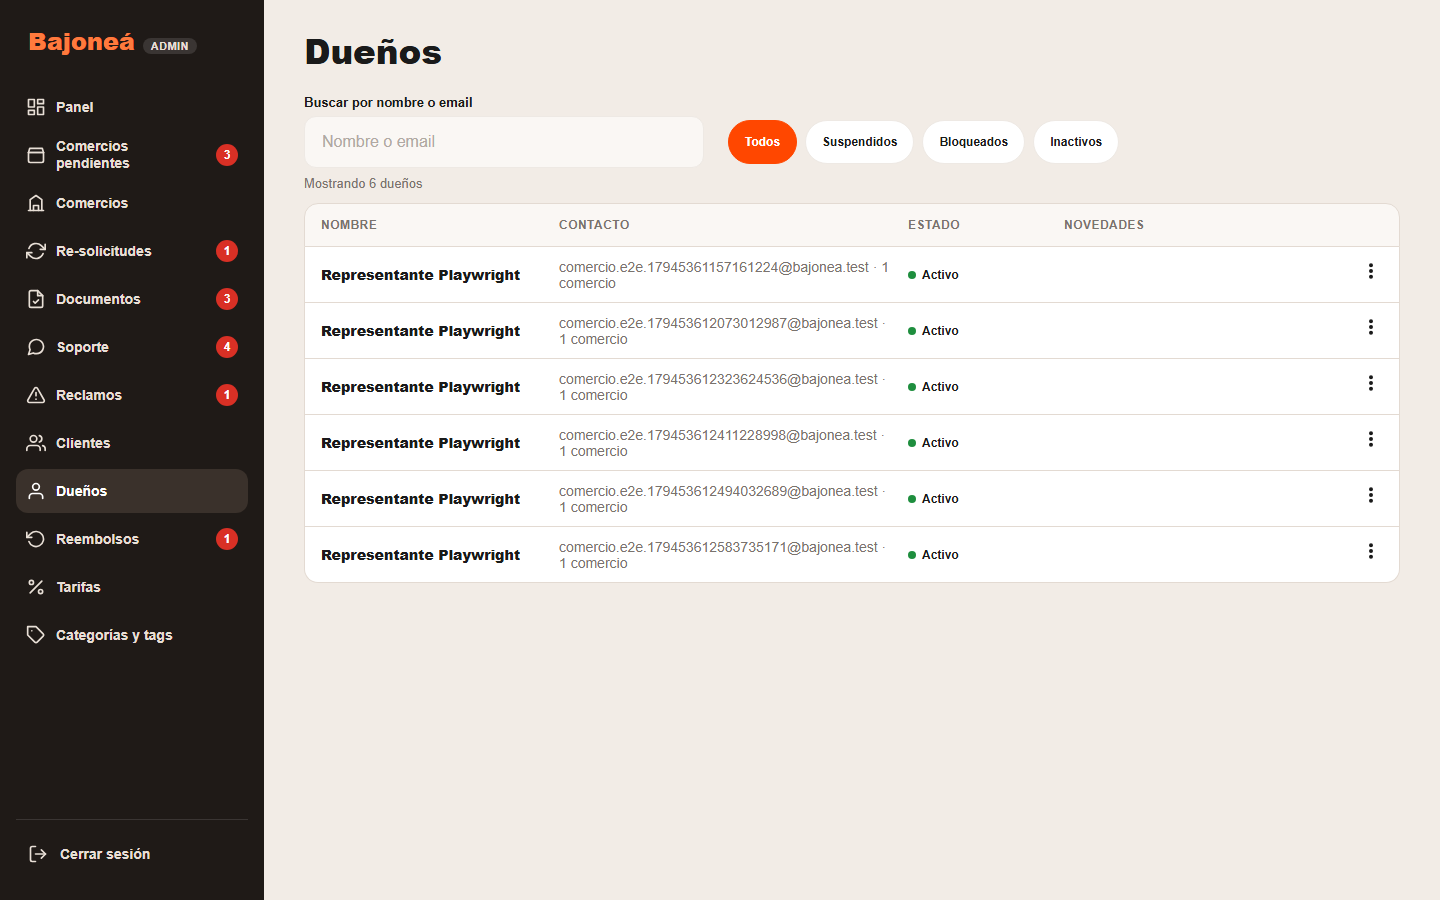 Bajoneá ADMIN
Panel
Comercios
pendientes
3
Comercios
Re-solicitudes 1
Documentos 3
Soporte 4
Reclamos 1
Clientes
Dueños
Reembolsos 1
Tarifas
Categorías y tags
Cerrar sesión
Dueños
Buscar por nombre o email
Nombre o email
Todos Suspendidos Bloqueados Inactivos
Mostrando 6 dueños
NOMBRE CONTACTO ESTADO NOVEDADES
Representante Playwright comercio.e2e.17945361157161224@bajonea.test · 1
comercio
Activo
Representante Playwright comercio.e2e.179453612073012987@bajonea.test ·
1 comercio
Activo
Representante Playwright comercio.e2e.179453612323624536@bajonea.test ·
1 comercio
Activo
Representante Playwright comercio.e2e.179453612411228998@bajonea.test ·
1 comercio
Activo
Representante Playwright comercio.e2e.179453612494032689@bajonea.test ·
1 comercio
Activo
Representante Playwright comercio.e2e.179453612583735171@bajonea.test ·
1 comercio
Activo